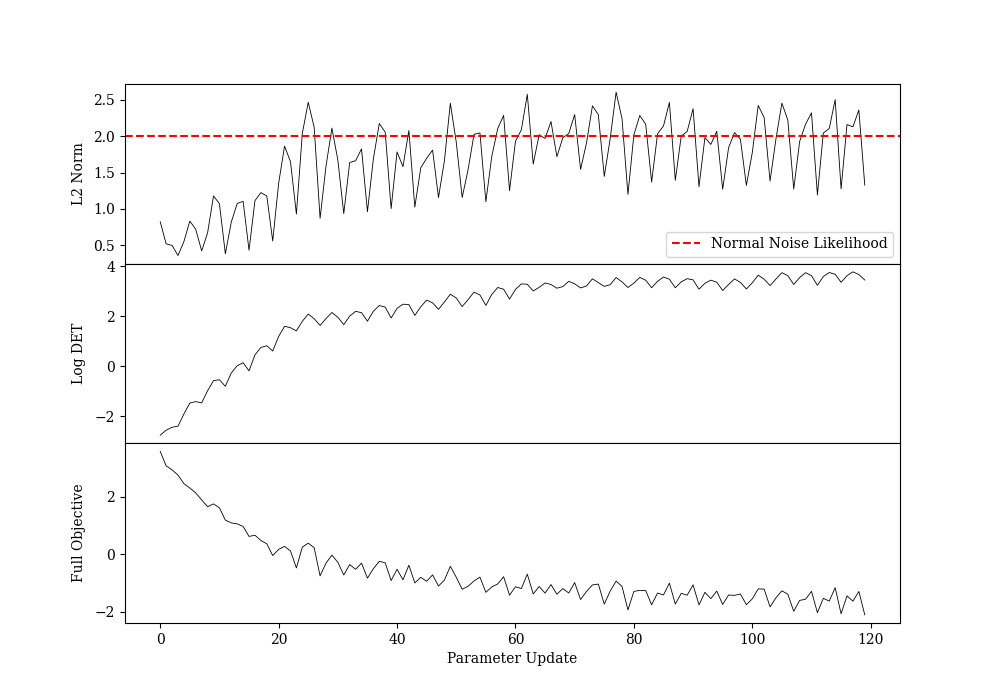 2.5
2.0
1.5
1.0
0.5
L2 Norm
Normal Noise Likelihood
4
2
0
−2
Log DET
2
0
−2
Full Objective
0 20 40 60 80 100 120
Parameter Update